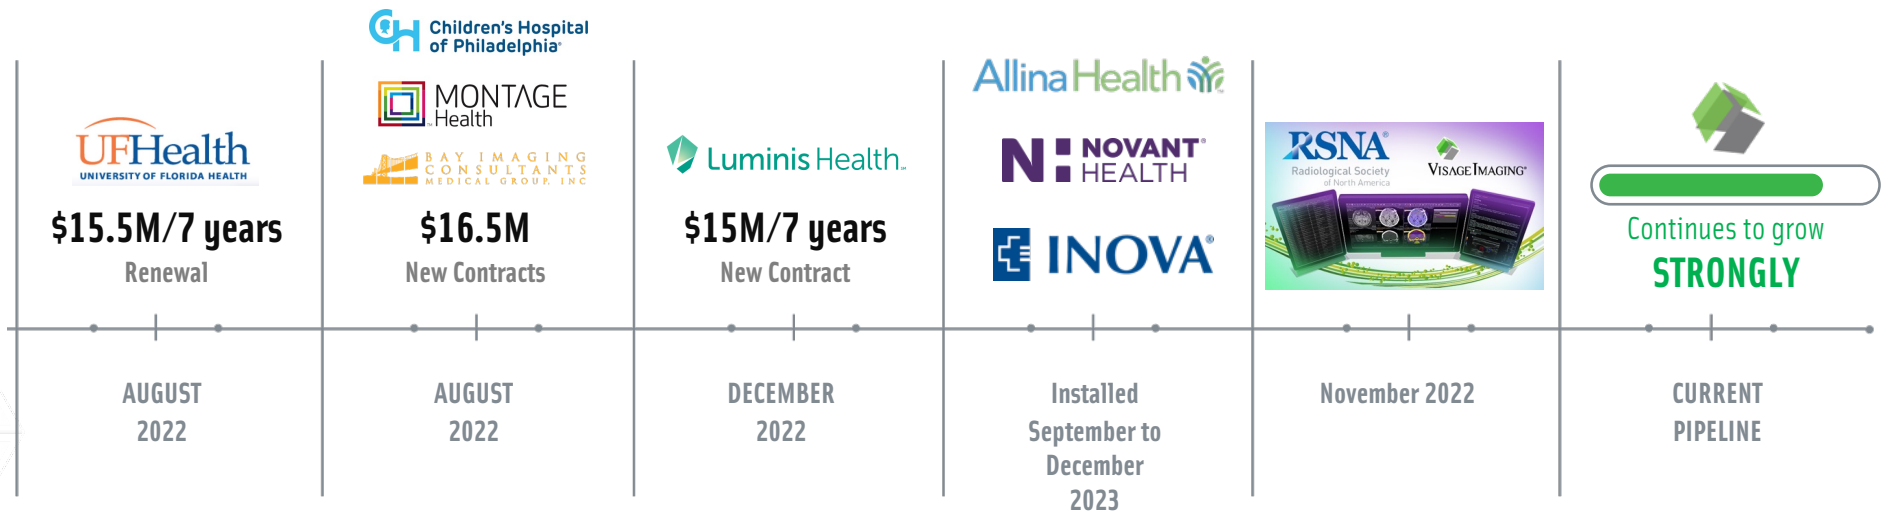 UFHealth
UNIVERSITY OF FLORIDA HEALTH
$15.5M/7 years
Renewal
AUGUST
2022
CH Children's Hospital
of Philadelphia®
MONTAGE
Health
BAY IMAGING
CONSULTANTS
MEDICAL GROUP, INC
$16.5M
New Contracts
AUGUST
2022
Luminis Health™
$15M/7 years
New Contract
DECEMBER
2022
Allina Health
N NOVANT®
HEALTH
INOVA®
Installed
September to
December
2023
RSNA®
Radiological Society
of North America
VISAGE IMAGING®
November 2022
Continues to grow
STRONGLY
CURRENT
PIPELINE